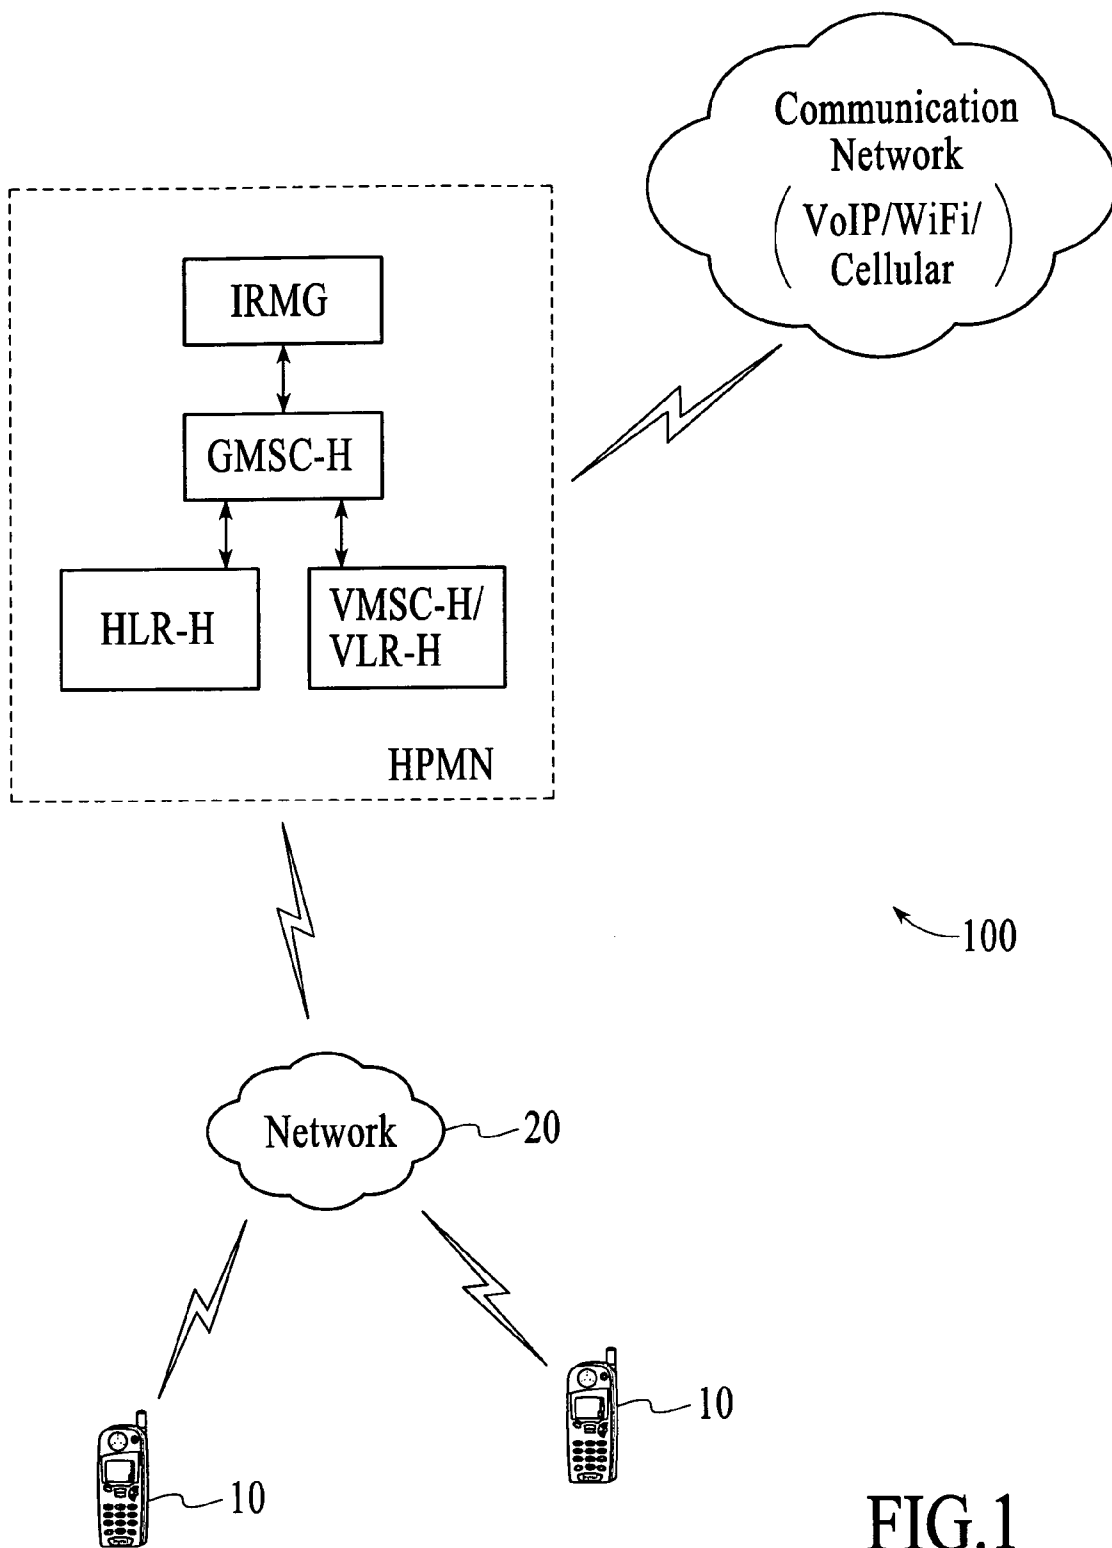 Communication
Network
( VoIP/WiFi/
Cellular )
IRMG
GMSC-H
HLR-H
VMSC-H/
VLR-H
HPMN
100
Network
20
10
10
FIG.1